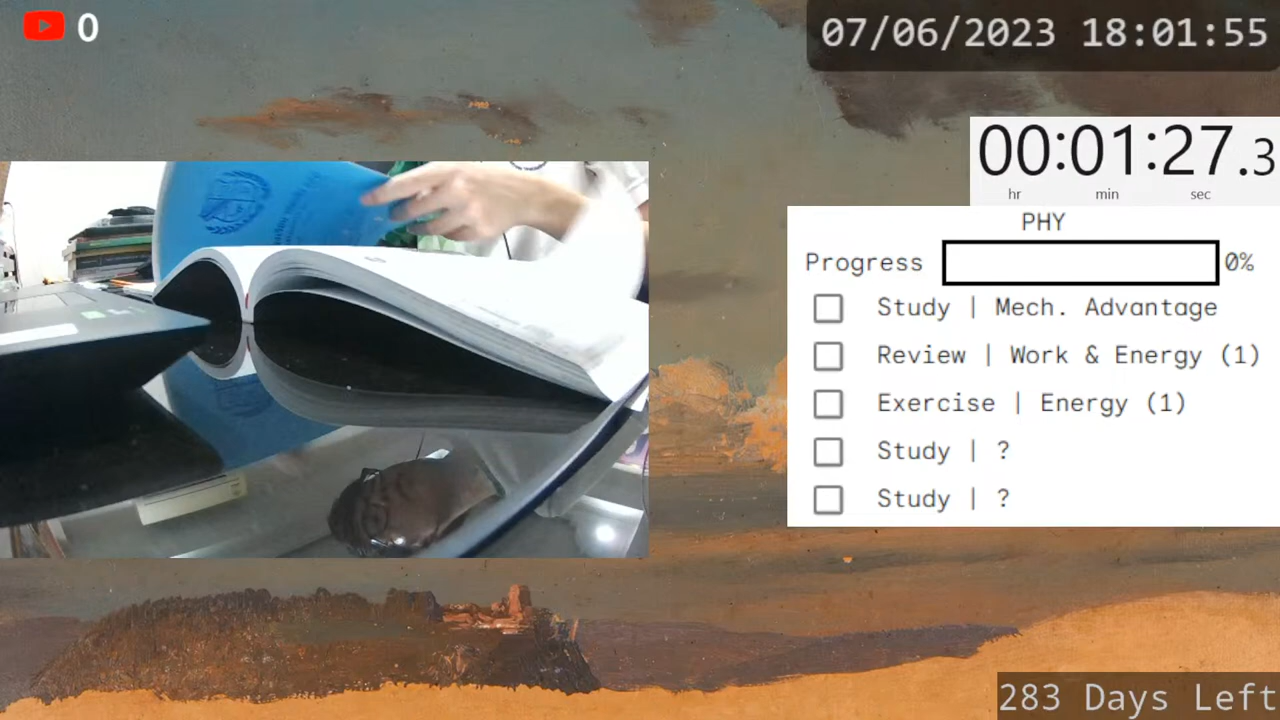 0
07/06/2023 18:01:55
00:01:27.3
hr min sec
PHY
Progress 0%
Study | Mech. Advantage
Review | Work & Energy (1)
Exercise | Energy (1)
Study | ?
Study | ?
283 Days Left